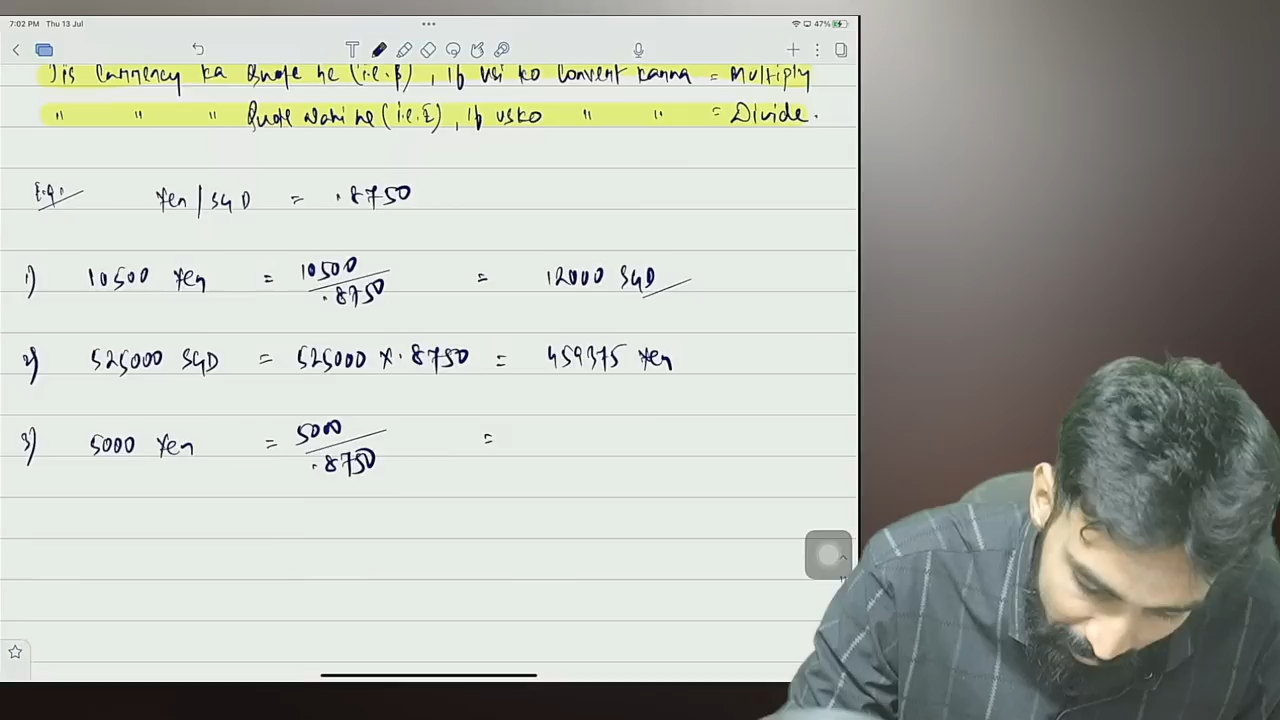 7:02 PM Thu 13 Jul
47%
Jis Currency ka Quote he (i.e. $), If usi ko Convert karna = Multiply
" " " Quote Nahi he (i.e. £), If usko " " = Divide.
E.g. Yen | SGD = .8750
1) 10500 Yen = 10500 / .8750 = 12000 SGD
2) 525000 SGD = 525000 X .8750 = 459375 Yen
3) 5000 Yen = 5000 / .8750 =